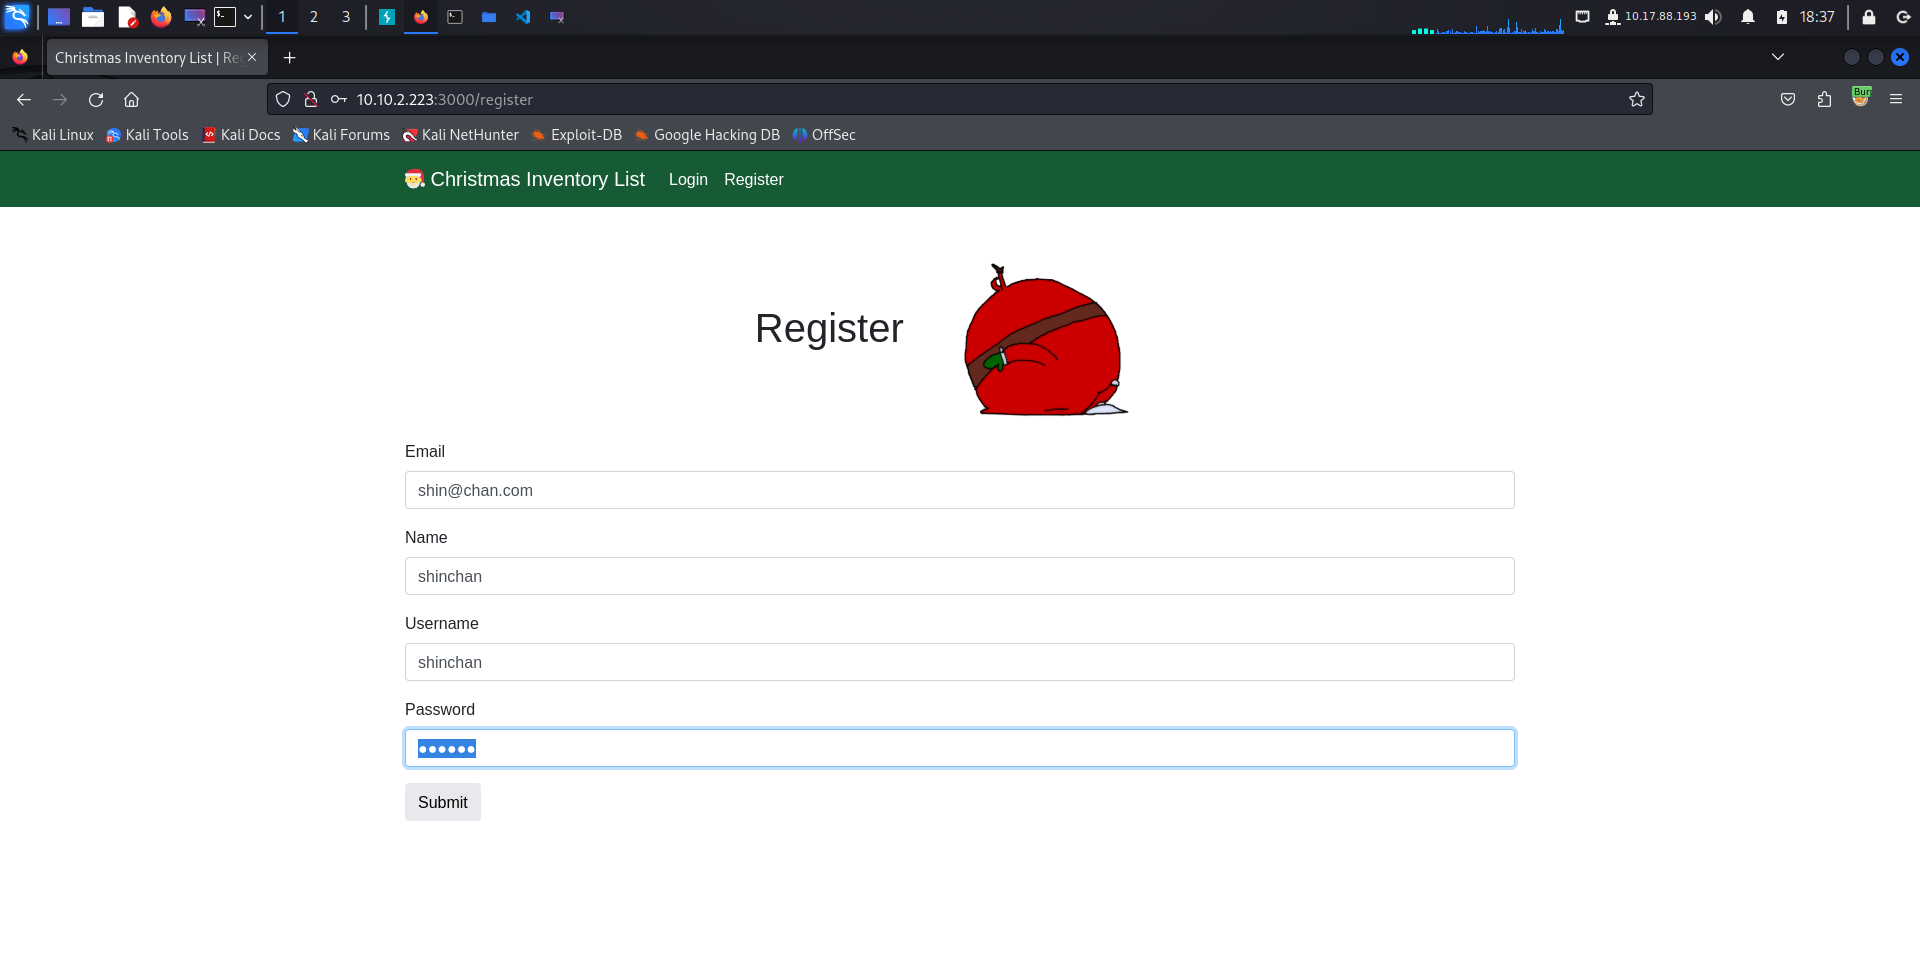 1 2 3 10.17.88.193 18:37
Christmas Inventory List | Reg
10.10.2.223:3000/register Bur
Kali Linux Kali Tools Kali Docs Kali Forums Kali NetHunter Exploit-DB Google Hacking DB OffSec
Christmas Inventory List Login Register
Register
Email
shin@chan.com
Name
shinchan
Username
shinchan
Password
••••••
Submit